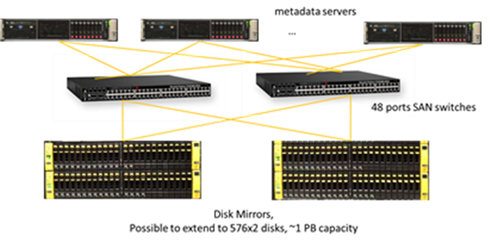 metadata servers
...
48 ports SAN switches
Disk Mirrors,
Possible to extend to 576x2 disks, ~1 PB capacity